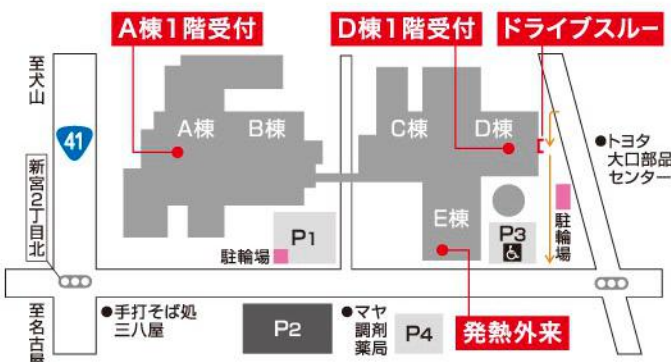 A棟1階受付
D棟1階受付
ドライブスルー
至犬山
41
新宮2丁目北
至名古屋
A棟
B棟
C棟
D棟
E棟
トヨタ
大口部品
センター
P1
駐輪場
P3
駐輪場
手打そば処
三八屋
P2
マヤ
調剤
薬局
P4
発熱外来